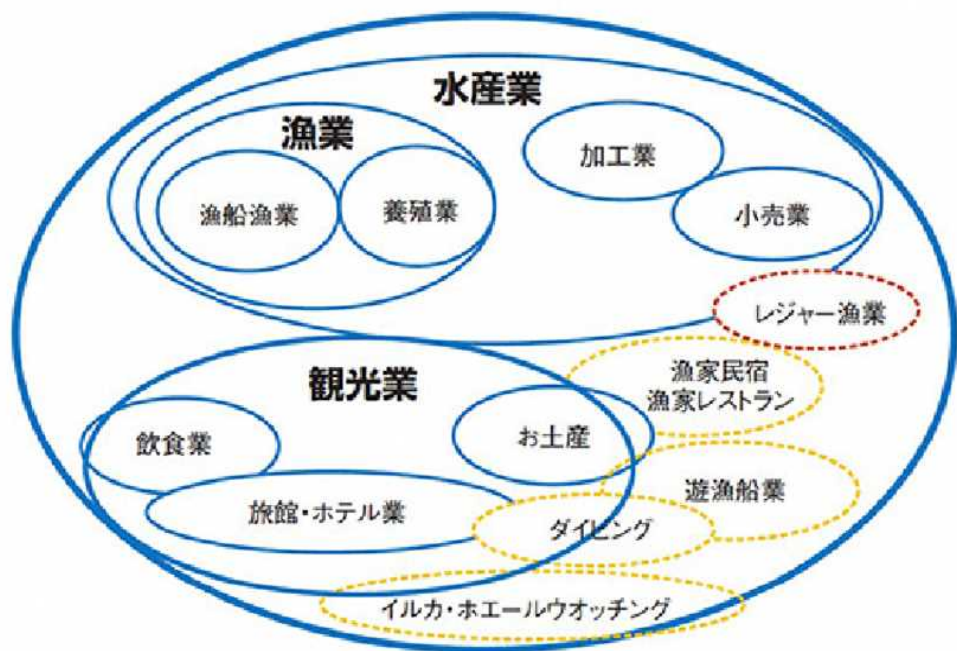 水産業
漁業
加工業
漁船漁業
養殖業
小売業
レジャー漁業
漁家民宿
漁家レストラン
観光業
飲食業
お土産
遊漁船業
旅館・ホテル業
ダイビング
イルカ・ホエールウオッチング